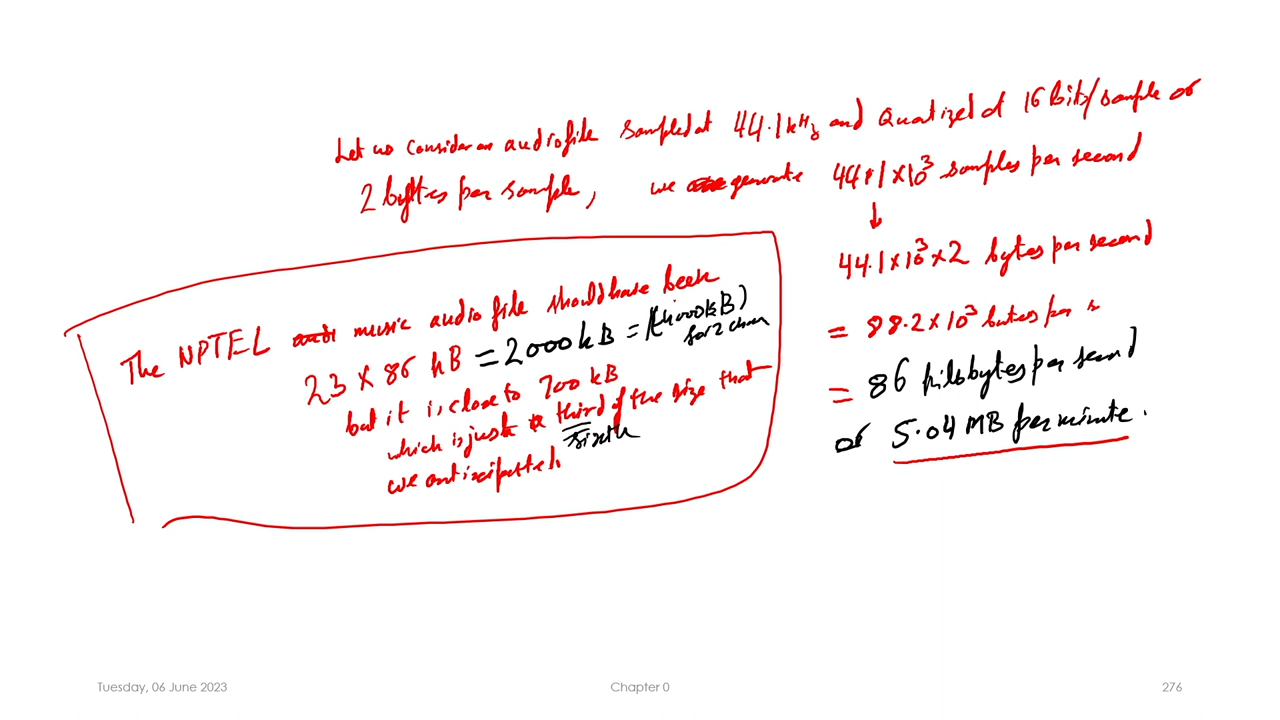 Let us consider an audio file sampled at 44.1 kHz and Quantized at 16 bits/sample or
2 bytes per sample, we generate 44.1 × 10³ samples per second
↓
44.1 × 10³ × 2 bytes per second
= 88.2 × 10³ bytes per s
= 86 kilobytes per second
or 5.04 MB per minute.
The NPTEL music audio file should have been
23 × 86 kB = 2000 kB = (4000kB)
for 2 chan
but it is close to 700 kB
which is just a third of the size that
sixth
we anticipated.
Tuesday, 06 June 2023
Chapter 0
276